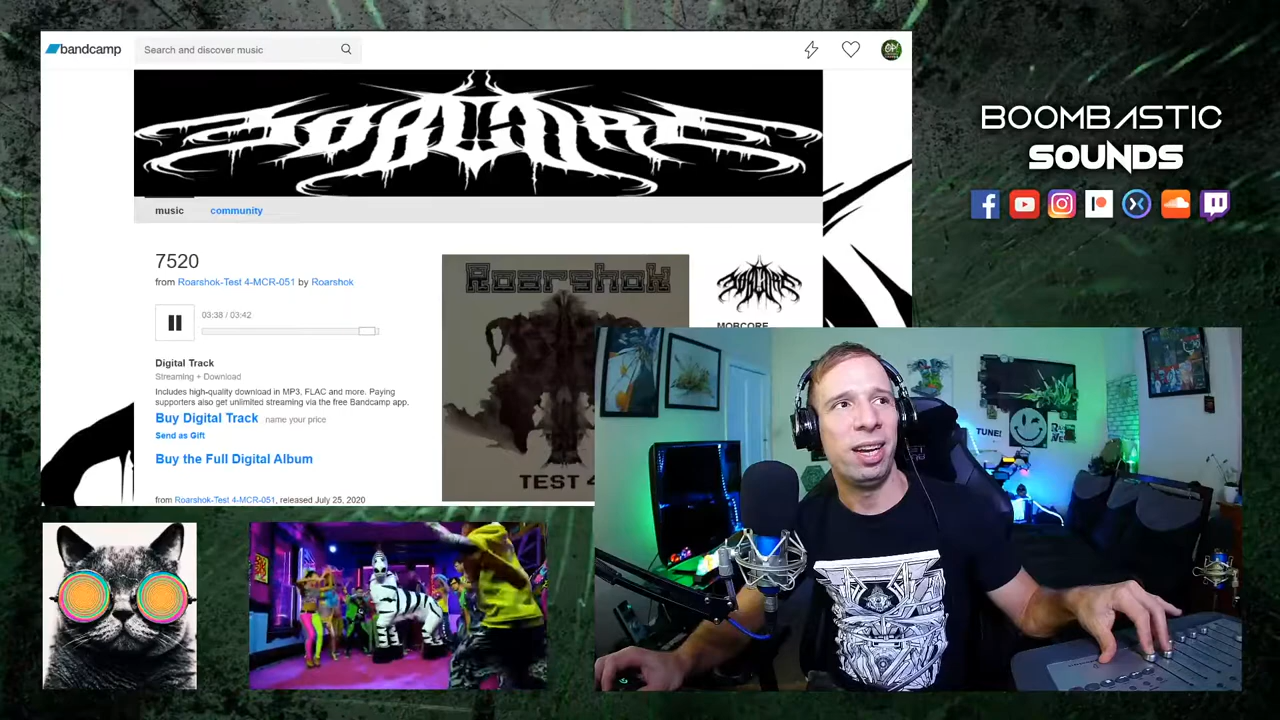 bandcamp
Search and discover music
MOBCORE
music community
7520
from Roarshok-Test 4-MCR-051 by Roarshok
03:38 / 03:42
Digital Track
Streaming + Download
Includes high-quality download in MP3, FLAC and more. Paying
supporters also get unlimited streaming via the free Bandcamp app.
Buy Digital Track name your price
Send as Gift
Buy the Full Digital Album
from Roarshok-Test 4-MCR-051, released July 25, 2020
Roarshok
TEST 4
MOBCORE
MOBCORE
BOOMBASTIC
SOUNDS
TUNE!